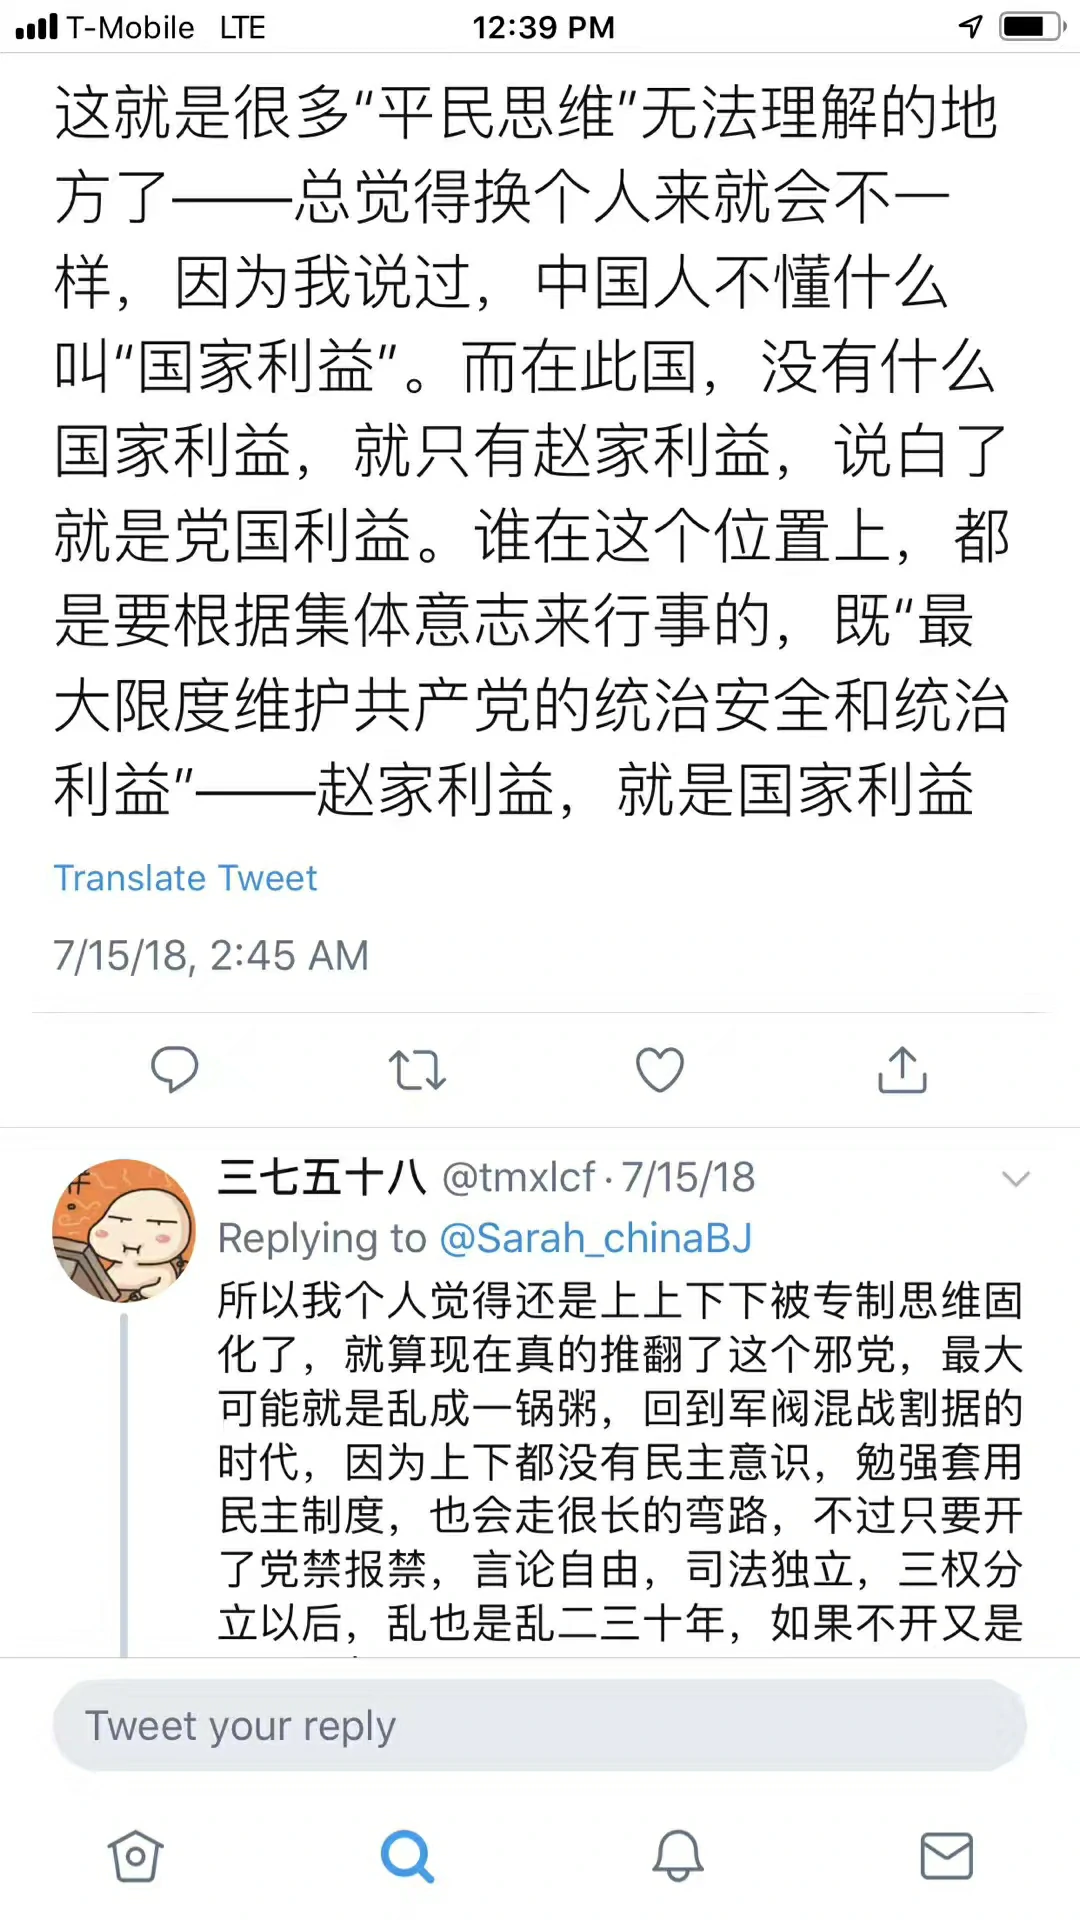 T-Mobile LTE 12:39 PM
这就是很多“平民思维”无法理解的地
方了——总觉得换个人来就会不一
样，因为我说过，中国人不懂什么
叫“国家利益”。而在此国，没有什么
国家利益，就只有赵家利益，说白了
就是党国利益。谁在这个位置上，都
是要根据集体意志来行事的，既“最
大限度维护共产党的统治安全和统治
利益”——赵家利益，就是国家利益
Translate Tweet
7/15/18, 2:45 AM
三七五十八 @tmxlcf · 7/15/18
Replying to @Sarah_chinaBJ
所以我个人觉得还是上上下下被专制思维固
化了，就算现在真的推翻了这个邪党，最大
可能就是乱成一锅粥，回到军阀混战割据的
时代，因为上下都没有民主意识，勉强套用
民主制度，也会走很长的弯路，不过只要开
了党禁报禁，言论自由，司法独立，三权分
立以后，乱也是乱二三十年，如果不开又是
Tweet your reply